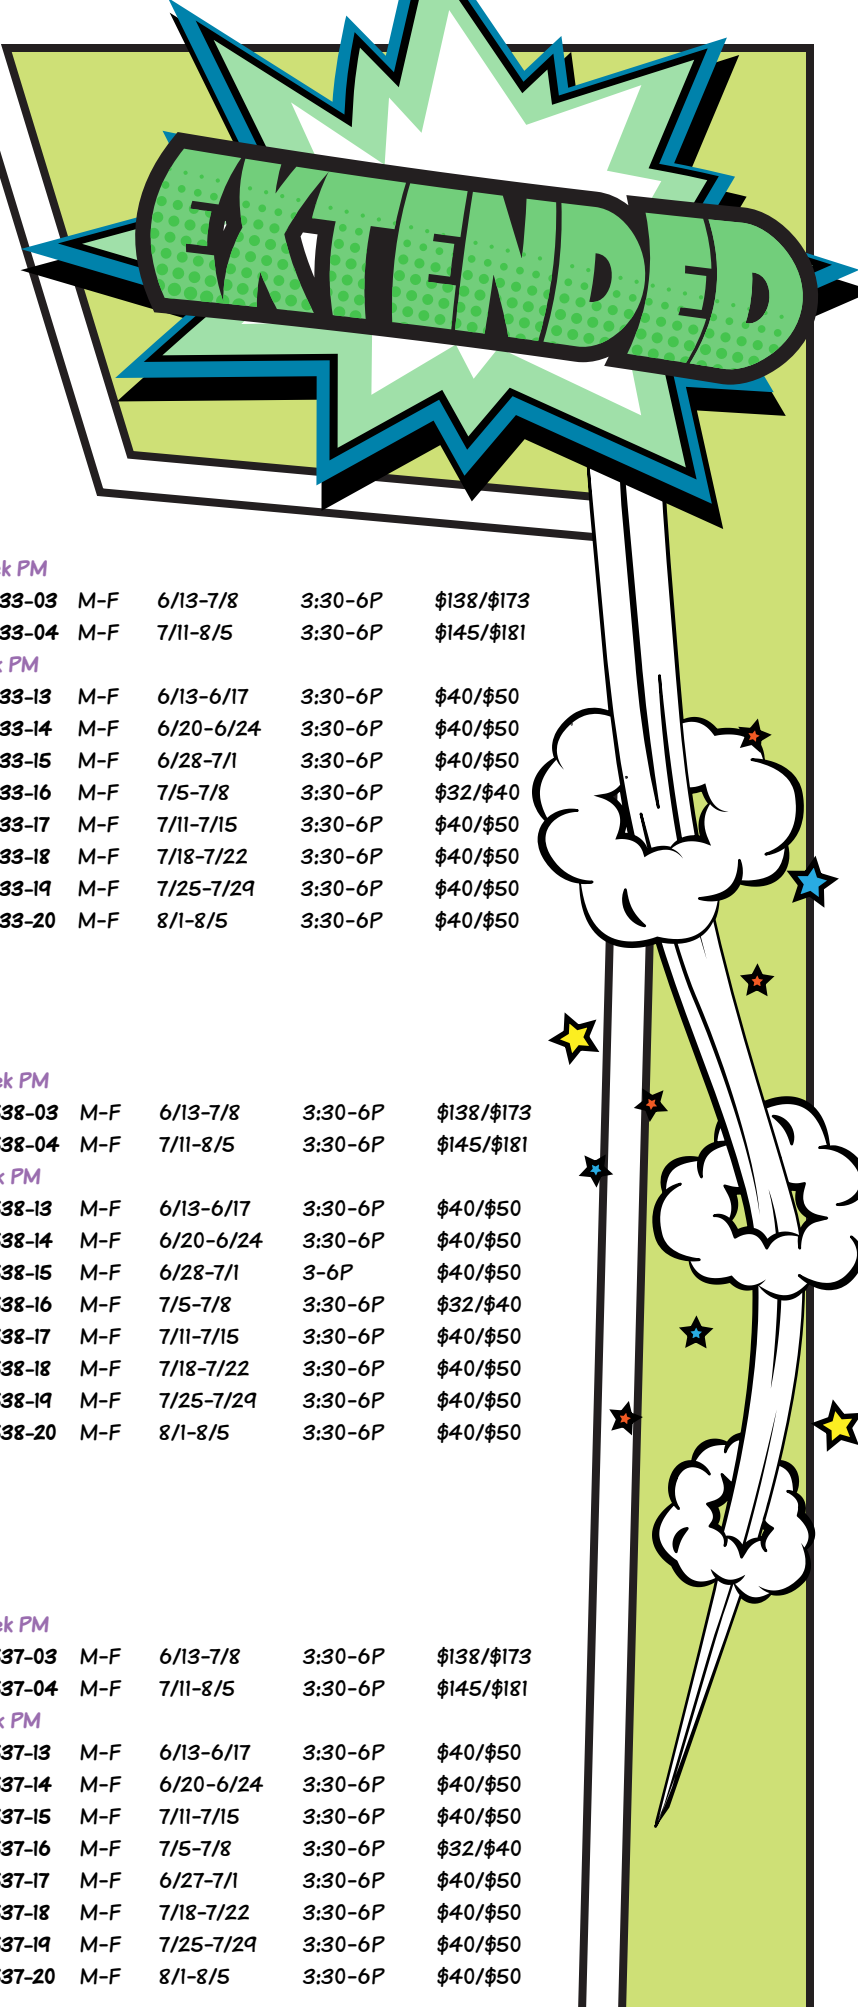 EXTENDED
ek PM
33-03 M-F 6/13-7/8 3:30-6P $138/$173
33-04 M-F 7/11-8/5 3:30-6P $145/$181
k PM
33-13 M-F 6/13-6/17 3:30-6P $40/$50
33-14 M-F 6/20-6/24 3:30-6P $40/$50
33-15 M-F 6/28-7/1 3:30-6P $40/$50
33-16 M-F 7/5-7/8 3:30-6P $32/$40
33-17 M-F 7/11-7/15 3:30-6P $40/$50
33-18 M-F 7/18-7/22 3:30-6P $40/$50
33-19 M-F 7/25-7/29 3:30-6P $40/$50
33-20 M-F 8/1-8/5 3:30-6P $40/$50
ek PM
38-03 M-F 6/13-7/8 3:30-6P $138/$173
38-04 M-F 7/11-8/5 3:30-6P $145/$181
k PM
38-13 M-F 6/13-6/17 3:30-6P $40/$50
38-14 M-F 6/20-6/24 3:30-6P $40/$50
38-15 M-F 6/28-7/1 3-6P $40/$50
38-16 M-F 7/5-7/8 3:30-6P $32/$40
38-17 M-F 7/11-7/15 3:30-6P $40/$50
38-18 M-F 7/18-7/22 3:30-6P $40/$50
38-19 M-F 7/25-7/29 3:30-6P $40/$50
38-20 M-F 8/1-8/5 3:30-6P $40/$50
ek PM
37-03 M-F 6/13-7/8 3:30-6P $138/$173
37-04 M-F 7/11-8/5 3:30-6P $145/$181
k PM
37-13 M-F 6/13-6/17 3:30-6P $40/$50
37-14 M-F 6/20-6/24 3:30-6P $40/$50
37-15 M-F 7/11-7/15 3:30-6P $40/$50
37-16 M-F 7/5-7/8 3:30-6P $32/$40
37-17 M-F 6/27-7/1 3:30-6P $40/$50
37-18 M-F 7/18-7/22 3:30-6P $40/$50
37-19 M-F 7/25-7/29 3:30-6P $40/$50
37-20 M-F 8/1-8/5 3:30-6P $40/$50